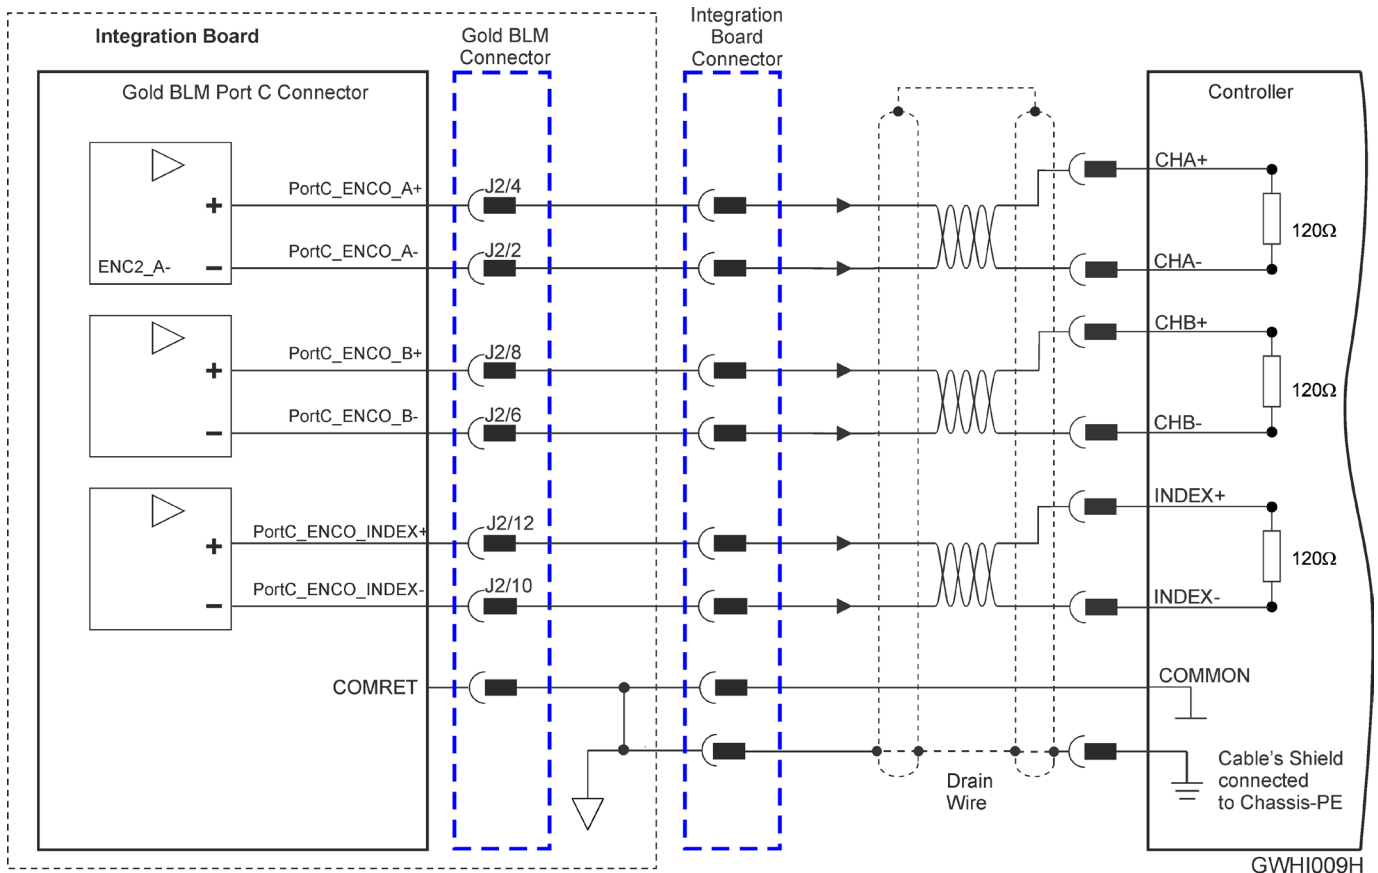 Integration Board
Gold BLM
Connector
Integration
Board
Connector
Gold BLM Port C Connector
Controller
PortC_ENCO_A+
J2/4
CHA+
+
120Ω
PortC_ENCO_A-
J2/2
CHA-
ENC2_A-
−
PortC_ENCO_B+
J2/8
CHB+
+
120Ω
PortC_ENCO_B-
J2/6
CHB-
−
PortC_ENCO_INDEX+
J2/12
INDEX+
+
120Ω
PortC_ENCO_INDEX-
J2/10
INDEX-
−
COMRET
COMMON
Drain
Wire
Cable's Shield
connected
to Chassis-PE
GWHI009H